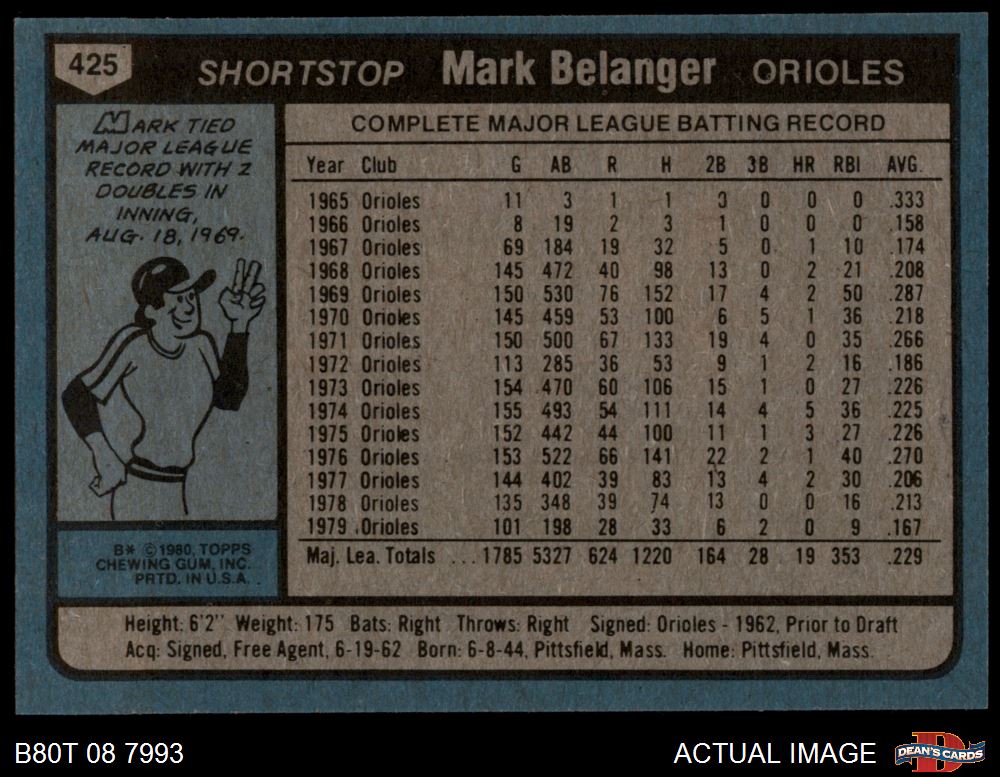 425
SHORTSTOP Mark Belanger ORIOLES
MARK TIED
MAJOR LEAGUE
RECORD WITH 2
DOUBLES IN
INNING,
AUG. 18, 1969.
B* © 1980, TOPPS
CHEWING GUM, INC.
PRTD. IN U.S.A.
COMPLETE MAJOR LEAGUE BATTING RECORD
Year Club G AB R H 2B 3B HR RBI AVG.
1965 Orioles 11 3 1 1 0 0 0 0 .333
1966 Orioles 8 19 2 3 1 0 0 0 .158
1967 Orioles 69 184 19 32 5 0 1 10 .174
1968 Orioles 145 472 40 98 13 0 2 21 .208
1969 Orioles 150 530 76 152 17 4 2 50 .287
1970 Orioles 145 459 53 100 6 5 1 36 .218
1971 Orioles 150 500 67 133 19 4 0 35 .266
1972 Orioles 113 285 36 53 9 1 2 16 .186
1973 Orioles 154 470 60 106 15 1 0 27 .226
1974 Orioles 155 493 54 111 14 4 5 36 .225
1975 Orioles 152 442 44 100 11 1 3 27 .226
1976 Orioles 153 522 66 141 22 2 1 40 .270
1977 Orioles 144 402 39 83 13 4 2 30 .206
1978 Orioles 135 348 39 74 13 0 0 16 .213
1979 Orioles 101 198 28 33 6 2 0 9 .167
Maj. Lea. Totals ... 1785 5327 624 1220 164 28 19 353 .229
Height: 6'2" Weight: 175 Bats: Right Throws: Right Signed: Orioles - 1962, Prior to Draft
Acq: Signed, Free Agent, 6-19-62 Born: 6-8-44, Pittsfield, Mass. Home: Pittsfield, Mass.
B80T 08 7993
ACTUAL IMAGE
D
DEAN'S CARDS